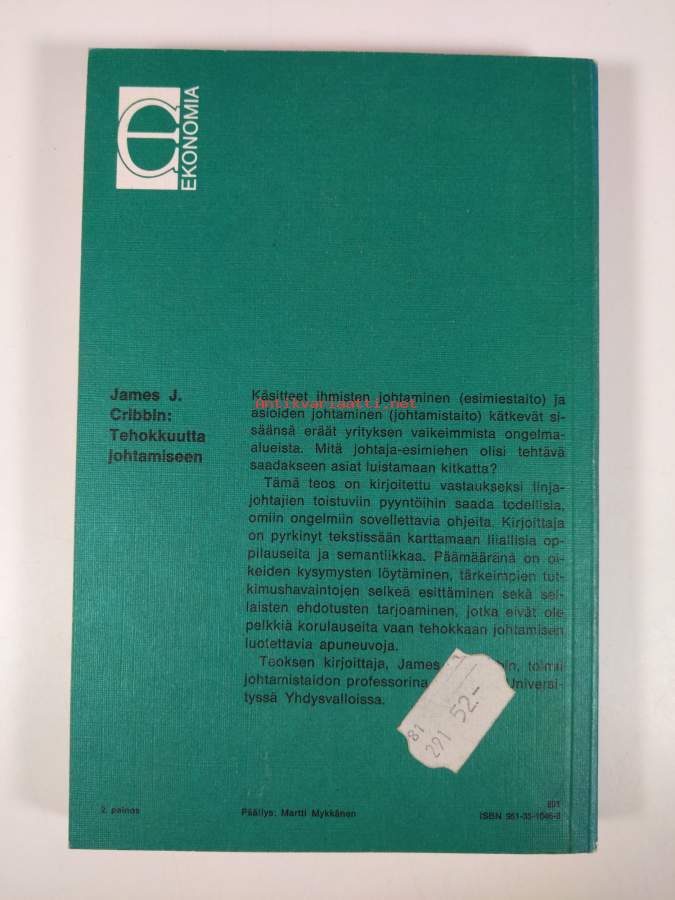 EKONOMIA
James J.
Cribbin:
Tehokkuutta
johtamiseen
Käsitteet ihmisten johtaminen (esimiestaito) ja
antikvariaatti.net
asioiden johtaminen (johtamistaito) kätkevät si-
säänsä eräät yrityksen vaikeimmista ongelma-
alueista. Mitä johtaja-esimiehen olisi tehtävä
saadakseen asiat luistamaan kitkatta?
Tämä teos on kirjoitettu vastaukseksi linja-
johtajien toistuviin pyyntöihin saada todellisia,
omiin ongelmiin sovellettavia ohjeita. Kirjoittaja
on pyrkinyt tekstissään karttamaan liiallisia op-
pilauseita ja semantiikkaa. Päämääränä on oi-
keiden kysymysten löytäminen, tärkeimpien tut-
kimushavaintojen selkeä esittäminen sekä sel-
laisten ehdotusten tarjoaminen, jotka eivät ole
pelkkiä korulauseita vaan tehokkaan johtamisen
luotettavia apuneuvoja.
Teoksen kirjoittaja, James toimii
johtamistaidon professorina Universi-
tyssä Yhdysvalloissa.
81
291 52-
2. painos
Päällys: Martti Mykkänen
ISBN 951-35-1046-8